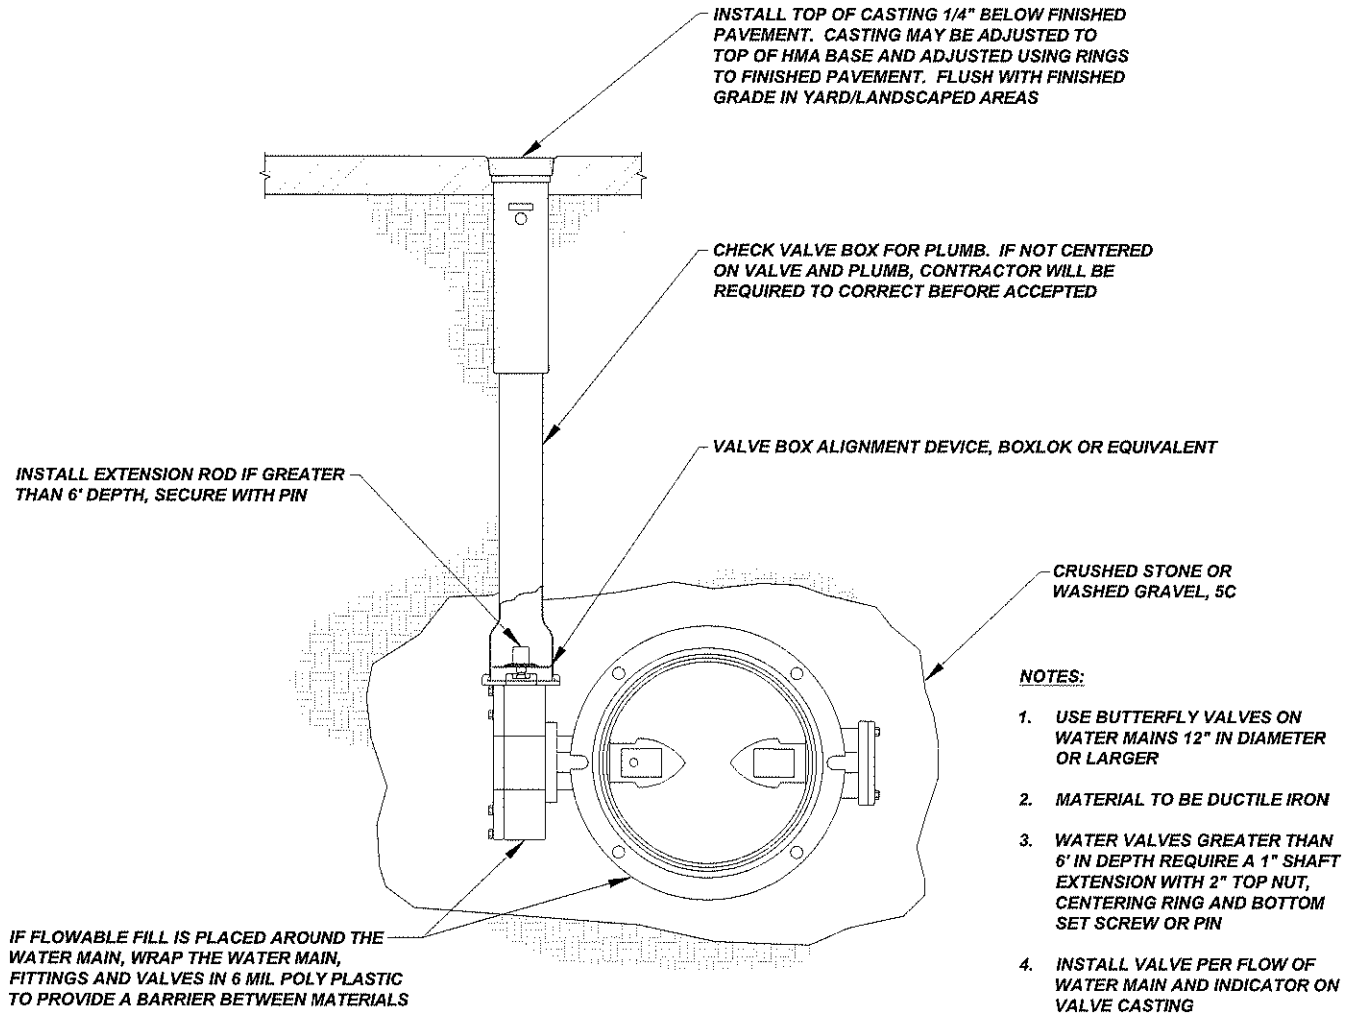 INSTALL TOP OF CASTING 1/4" BELOW FINISHED
PAVEMENT. CASTING MAY BE ADJUSTED TO
TOP OF HMA BASE AND ADJUSTED USING RINGS
TO FINISHED PAVEMENT. FLUSH WITH FINISHED
GRADE IN YARD/LANDSCAPED AREAS
CHECK VALVE BOX FOR PLUMB. IF NOT CENTERED
ON VALVE AND PLUMB, CONTRACTOR WILL BE
REQUIRED TO CORRECT BEFORE ACCEPTED
VALVE BOX ALIGNMENT DEVICE, BOXLOK OR EQUIVALENT
INSTALL EXTENSION ROD IF GREATER
THAN 6' DEPTH, SECURE WITH PIN
CRUSHED STONE OR
WASHED GRAVEL, 5C
NOTES:
1. USE BUTTERFLY VALVES ON
WATER MAINS 12" IN DIAMETER
OR LARGER
2. MATERIAL TO BE DUCTILE IRON
3. WATER VALVES GREATER THAN
6' IN DEPTH REQUIRE A 1" SHAFT
EXTENSION WITH 2" TOP NUT,
CENTERING RING AND BOTTOM
SET SCREW OR PIN
4. INSTALL VALVE PER FLOW OF
WATER MAIN AND INDICATOR ON
VALVE CASTING
IF FLOWABLE FILL IS PLACED AROUND THE
WATER MAIN, WRAP THE WATER MAIN,
FITTINGS AND VALVES IN 6 MIL POLY PLASTIC
TO PROVIDE A BARRIER BETWEEN MATERIALS